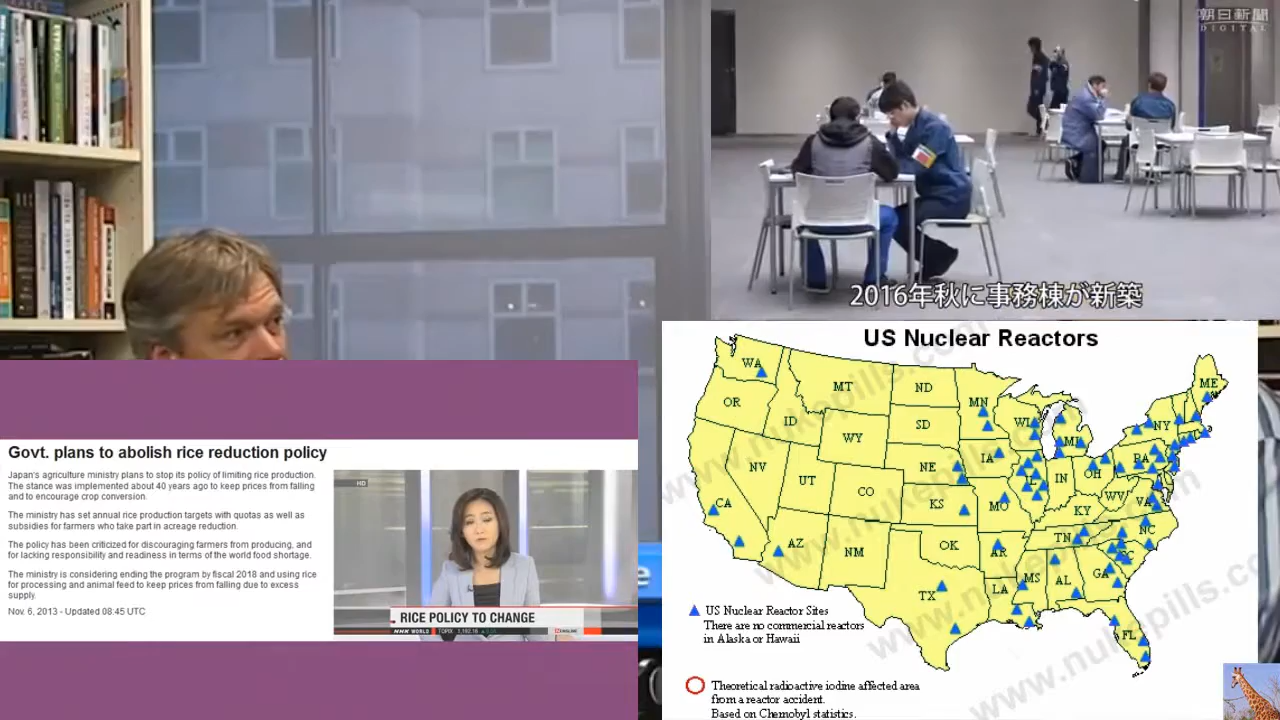 朝日新聞
DIGITAL
2016年秋に事務棟が新築
Govt. plans to abolish rice reduction policy
Japan's agriculture ministry plans to stop its policy of limiting rice production.
The stance was implemented about 40 years ago to keep prices from falling
and to encourage crop conversion.
The ministry has set annual rice production targets with quotas as well as
subsidies for farmers who take part in acreage reduction.
The policy has been criticized for discouraging farmers from producing, and
for lacking responsibility and readiness in terms of the world food shortage.
The ministry is considering ending the program by fiscal 2018 and using rice
for processing and animal feed to keep prices from falling due to excess
supply.
Nov. 6, 2013 - Updated 08:45 UTC
HD
RICE POLICY TO CHANGE
NHK WORLD TOPIX
US Nuclear Reactors
WA
MT
ND
MN
ME
OR
ID
SD
WI
MI
NY
WY
NE
IA
PA
NV
UT
CO
IL
IN
OH
WV
VA
CA
KS
MO
KY
NC
AZ
NM
OK
AR
TN
SC
TX
LA
MS
AL
GA
FL
US Nuclear Reactor Sites
There are no commercial reactors
in Alaska or Hawaii
Theoretical radioactive iodine affected area
from a reactor accident.
Based on Chernobyl statistics.
www.nukepills.com